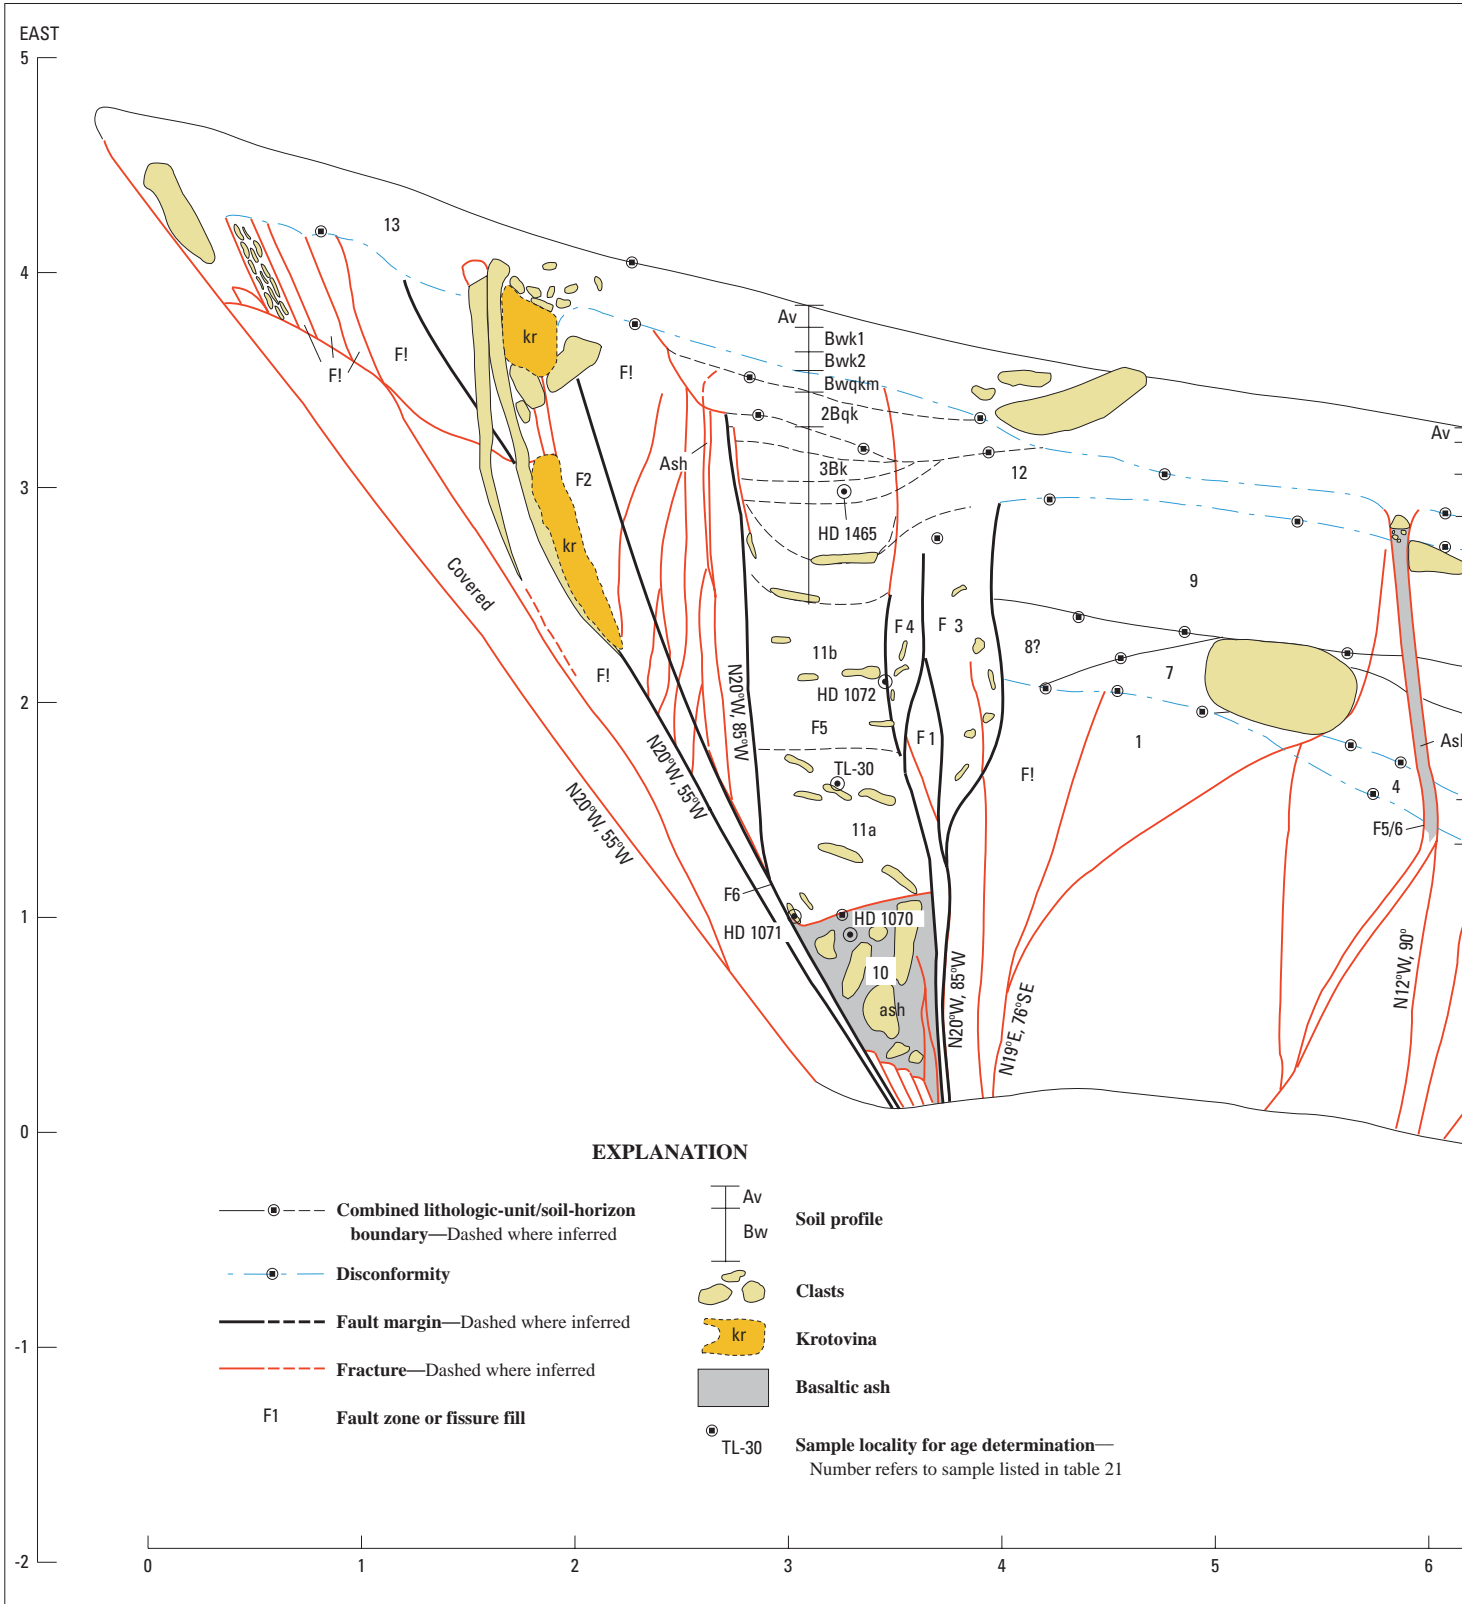 EAST
5
4
3
2
1
0
-1
-2
13
kr
F!
F!
F!
Av
Bwk1
Bwk2
Bwqkm
2Bqk
3Bk
Av
Ash
F2
12
HD 1465
kr
Covered
9
F 4
F 3
8?
11b
7
F!
HD 1072
N20°W, 85°W
F5
F 1
1
Ash
N20°W, 55°W
TL-30
F!
4
N20°W, 55°W
11a
F5/6
F6
HD 1070
HD 1071
10
N20°W, 85°W
N12°W, 90°
ash
N19°E, 76°SE
EXPLANATION
Combined lithologic-unit/soil-horizon
boundary—Dashed where inferred
Disconformity
Fault margin—Dashed where inferred
Fracture—Dashed where inferred
F1 Fault zone or fissure fill
Av
Bw
Soil profile
Clasts
kr Krotovina
Basaltic ash
TL-30 Sample locality for age determination—
Number refers to sample listed in table 21
0 1 2 3 4 5 6